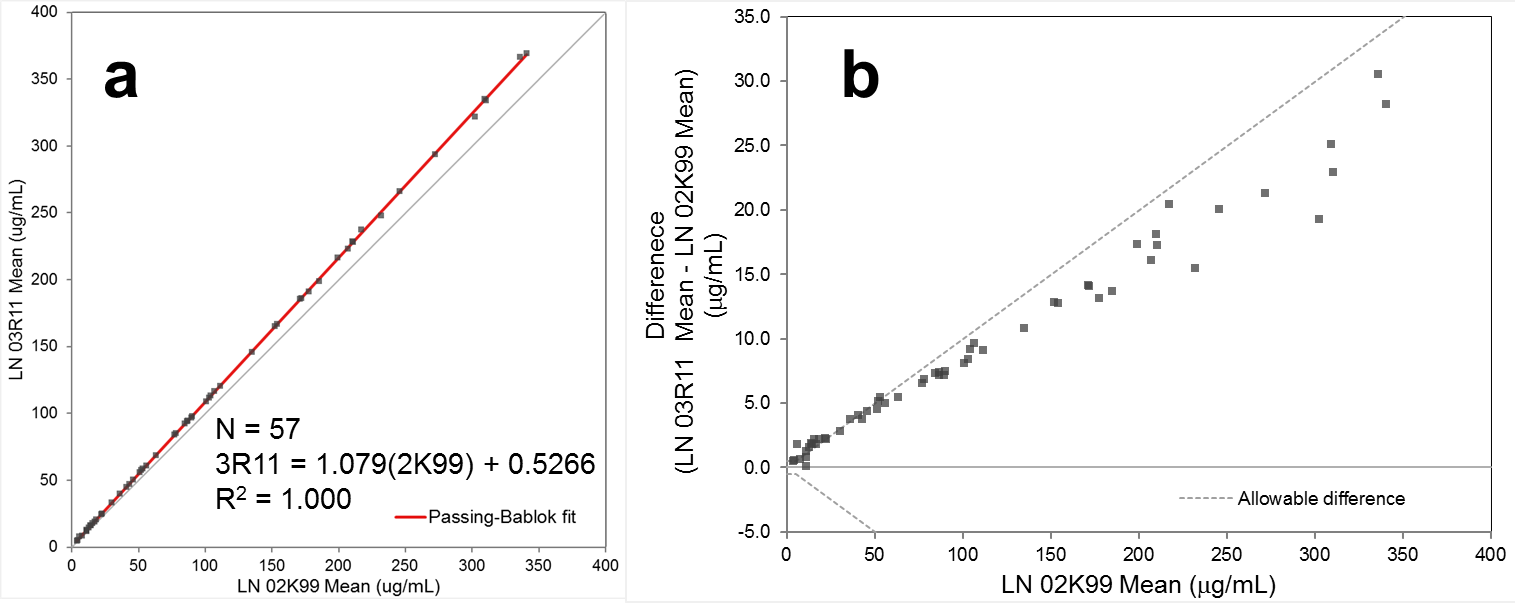 a
400
350
300
250
200
150
100
50
0
LN 03R11 Mean (ug/mL)
N = 57
3R11 = 1.079(2K99) + 0.5266
R² = 1.000
Passing-Bablok fit
0 50 100 150 200 250 300 350 400
LN 02K99 Mean (ug/mL)
b
35.0
30.0
25.0
20.0
15.0
10.0
5.0
0.0
-5.0
Differenece
(LN 03R11 Mean - LN 02K99 Mean)
(µg/mL)
Allowable difference
0 50 100 150 200 250 300 350 400
LN 02K99 Mean (µg/mL)